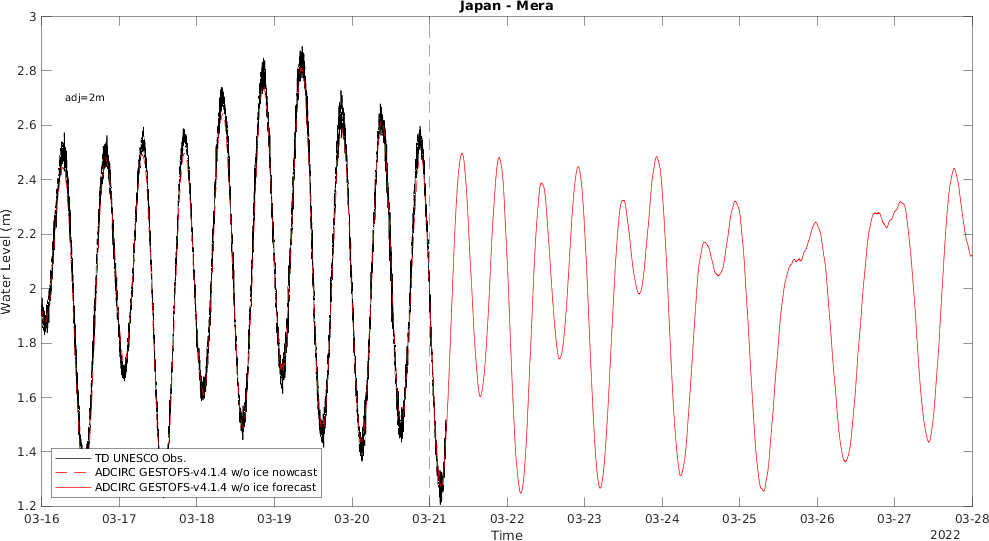 Japan - Mera
3
2.8
adj=2m
2.6
2.4
2.2
Water Level (m)
2
1.8
1.6
1.4
TD UNESCO Obs.
ADCIRC GESTOFS-v4.1.4 w/o ice nowcast
ADCIRC GESTOFS-v4.1.4 w/o ice forecast
1.2
03-16 03-17 03-18 03-19 03-20 03-21 03-22 03-23 03-24 03-25 03-26 03-27 03-28
Time
2022